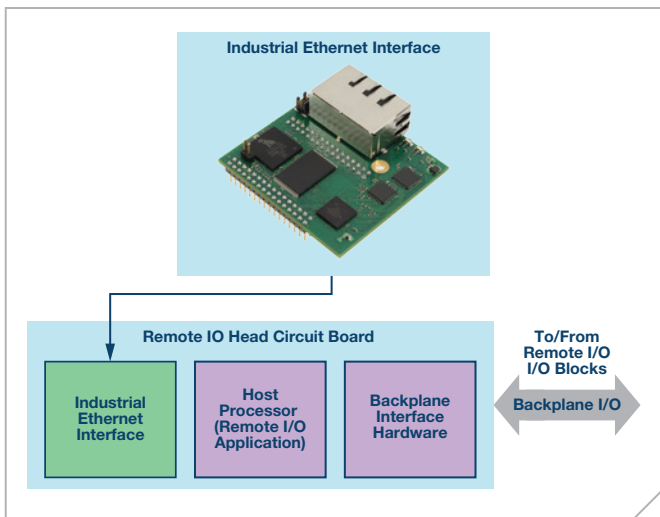 Industrial Ethernet Interface
Remote IO Head Circuit Board
Industrial
Ethernet
Interface
Host
Processor
(Remote I/O
Application)
Backplane
Interface
Hardware
To/From
Remote I/O
I/O Blocks
Backplane I/O